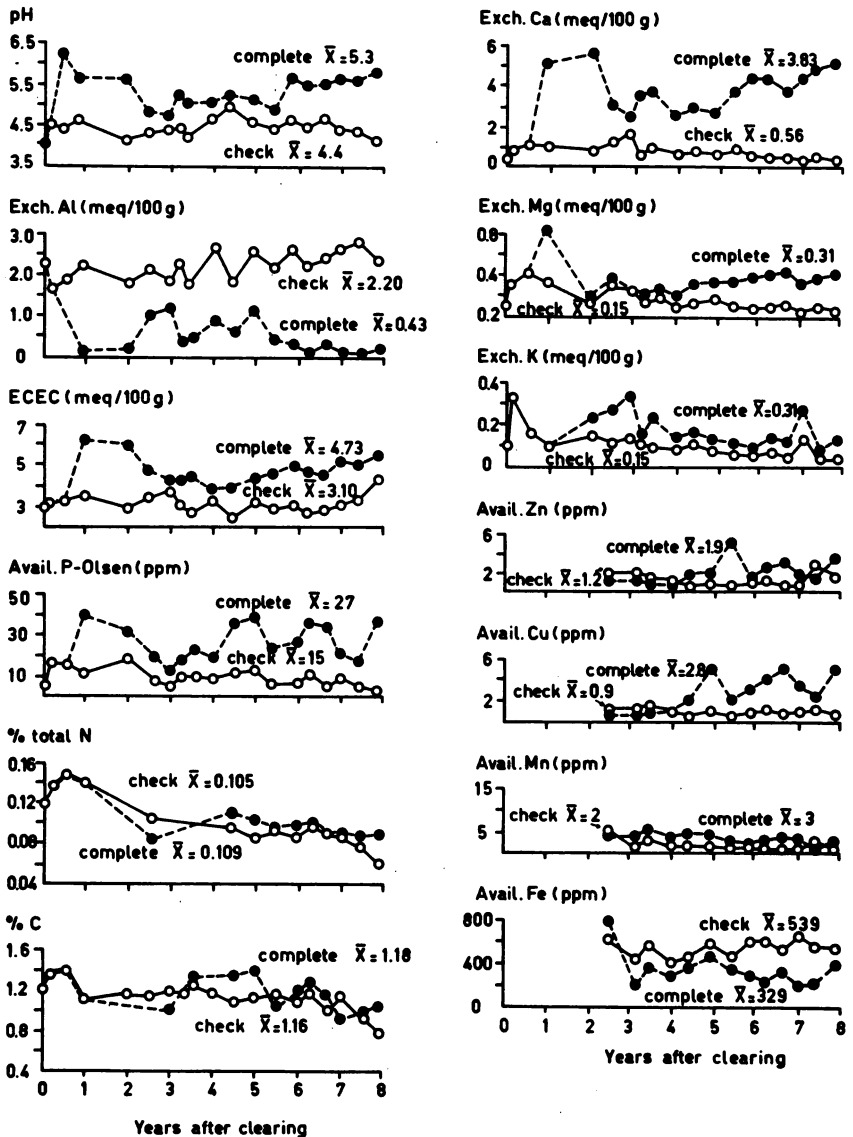 pH
6.5
5.5
4.5
3.5
complete X̄ = 5.3
check X̄ = 4.4
Exch. Al (meq/100 g)
3.0
2.0
1.0
0
check X̄ = 2.20
complete X̄ = 0.43
ECEC (meq/100 g)
7
5
3
complete X̄ = 4.73
check X̄ = 3.10
Avail. P-Olsen (ppm)
50
30
10
complete X̄ = 27
check X̄ = 15
% total N
0.16
0.12
0.08
0.04
check X̄ = 0.105
complete X̄ = 0.109
% C
1.6
1.2
0.8
0.4
complete X̄ = 1.18
check X̄ = 1.16
0 1 2 3 4 5 6 7 8
Years after clearing
Exch. Ca (meq/100 g)
6
4
2
0
complete X̄ = 3.83
check X̄ = 0.56
Exch. Mg (meq/100 g)
0.8
0.4
0.2
complete X̄ = 0.31
check X̄ = 0.15
Exch. K (meq/100 g)
0.4
0.2
0
complete X̄ = 0.31
check X̄ = 0.15
Avail. Zn (ppm)
6
2
complete X̄ = 1.9
check X̄ = 1.2
Avail. Cu (ppm)
6
2
complete X̄ = 2.8
check X̄ = 0.9
Avail. Mn (ppm)
15
5
check X̄ = 2
complete X̄ = 3
Avail. Fe (ppm)
800
400
0
check X̄ = 539
complete X̄ = 329
0 1 2 3 4 5 6 7 8
Years after clearing